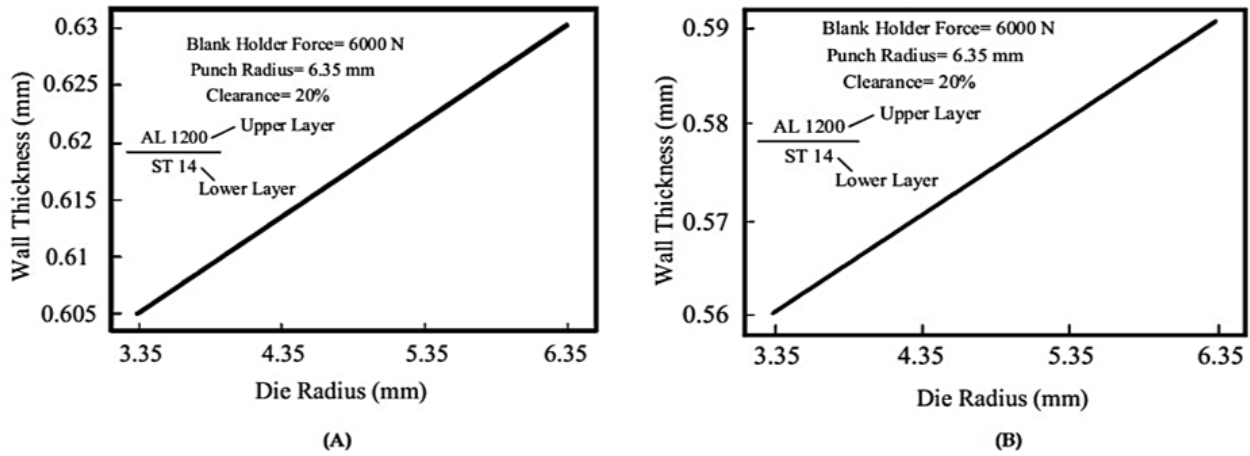 0.63
0.625
0.62
0.615
0.61
0.605
Wall Thickness (mm)
Blank Holder Force= 6000 N
Punch Radius= 6.35 mm
Clearance= 20%
AL 1200 Upper Layer
ST 14
Lower Layer
3.35 4.35 5.35 6.35
Die Radius (mm)
(A)
0.59
0.58
0.57
0.56
Wall Thickness (mm)
Blank Holder Force= 6000 N
Punch Radius= 6.35 mm
Clearance= 20%
AL 1200 Upper Layer
ST 14
Lower Layer
3.35 4.35 5.35 6.35
Die Radius (mm)
(B)